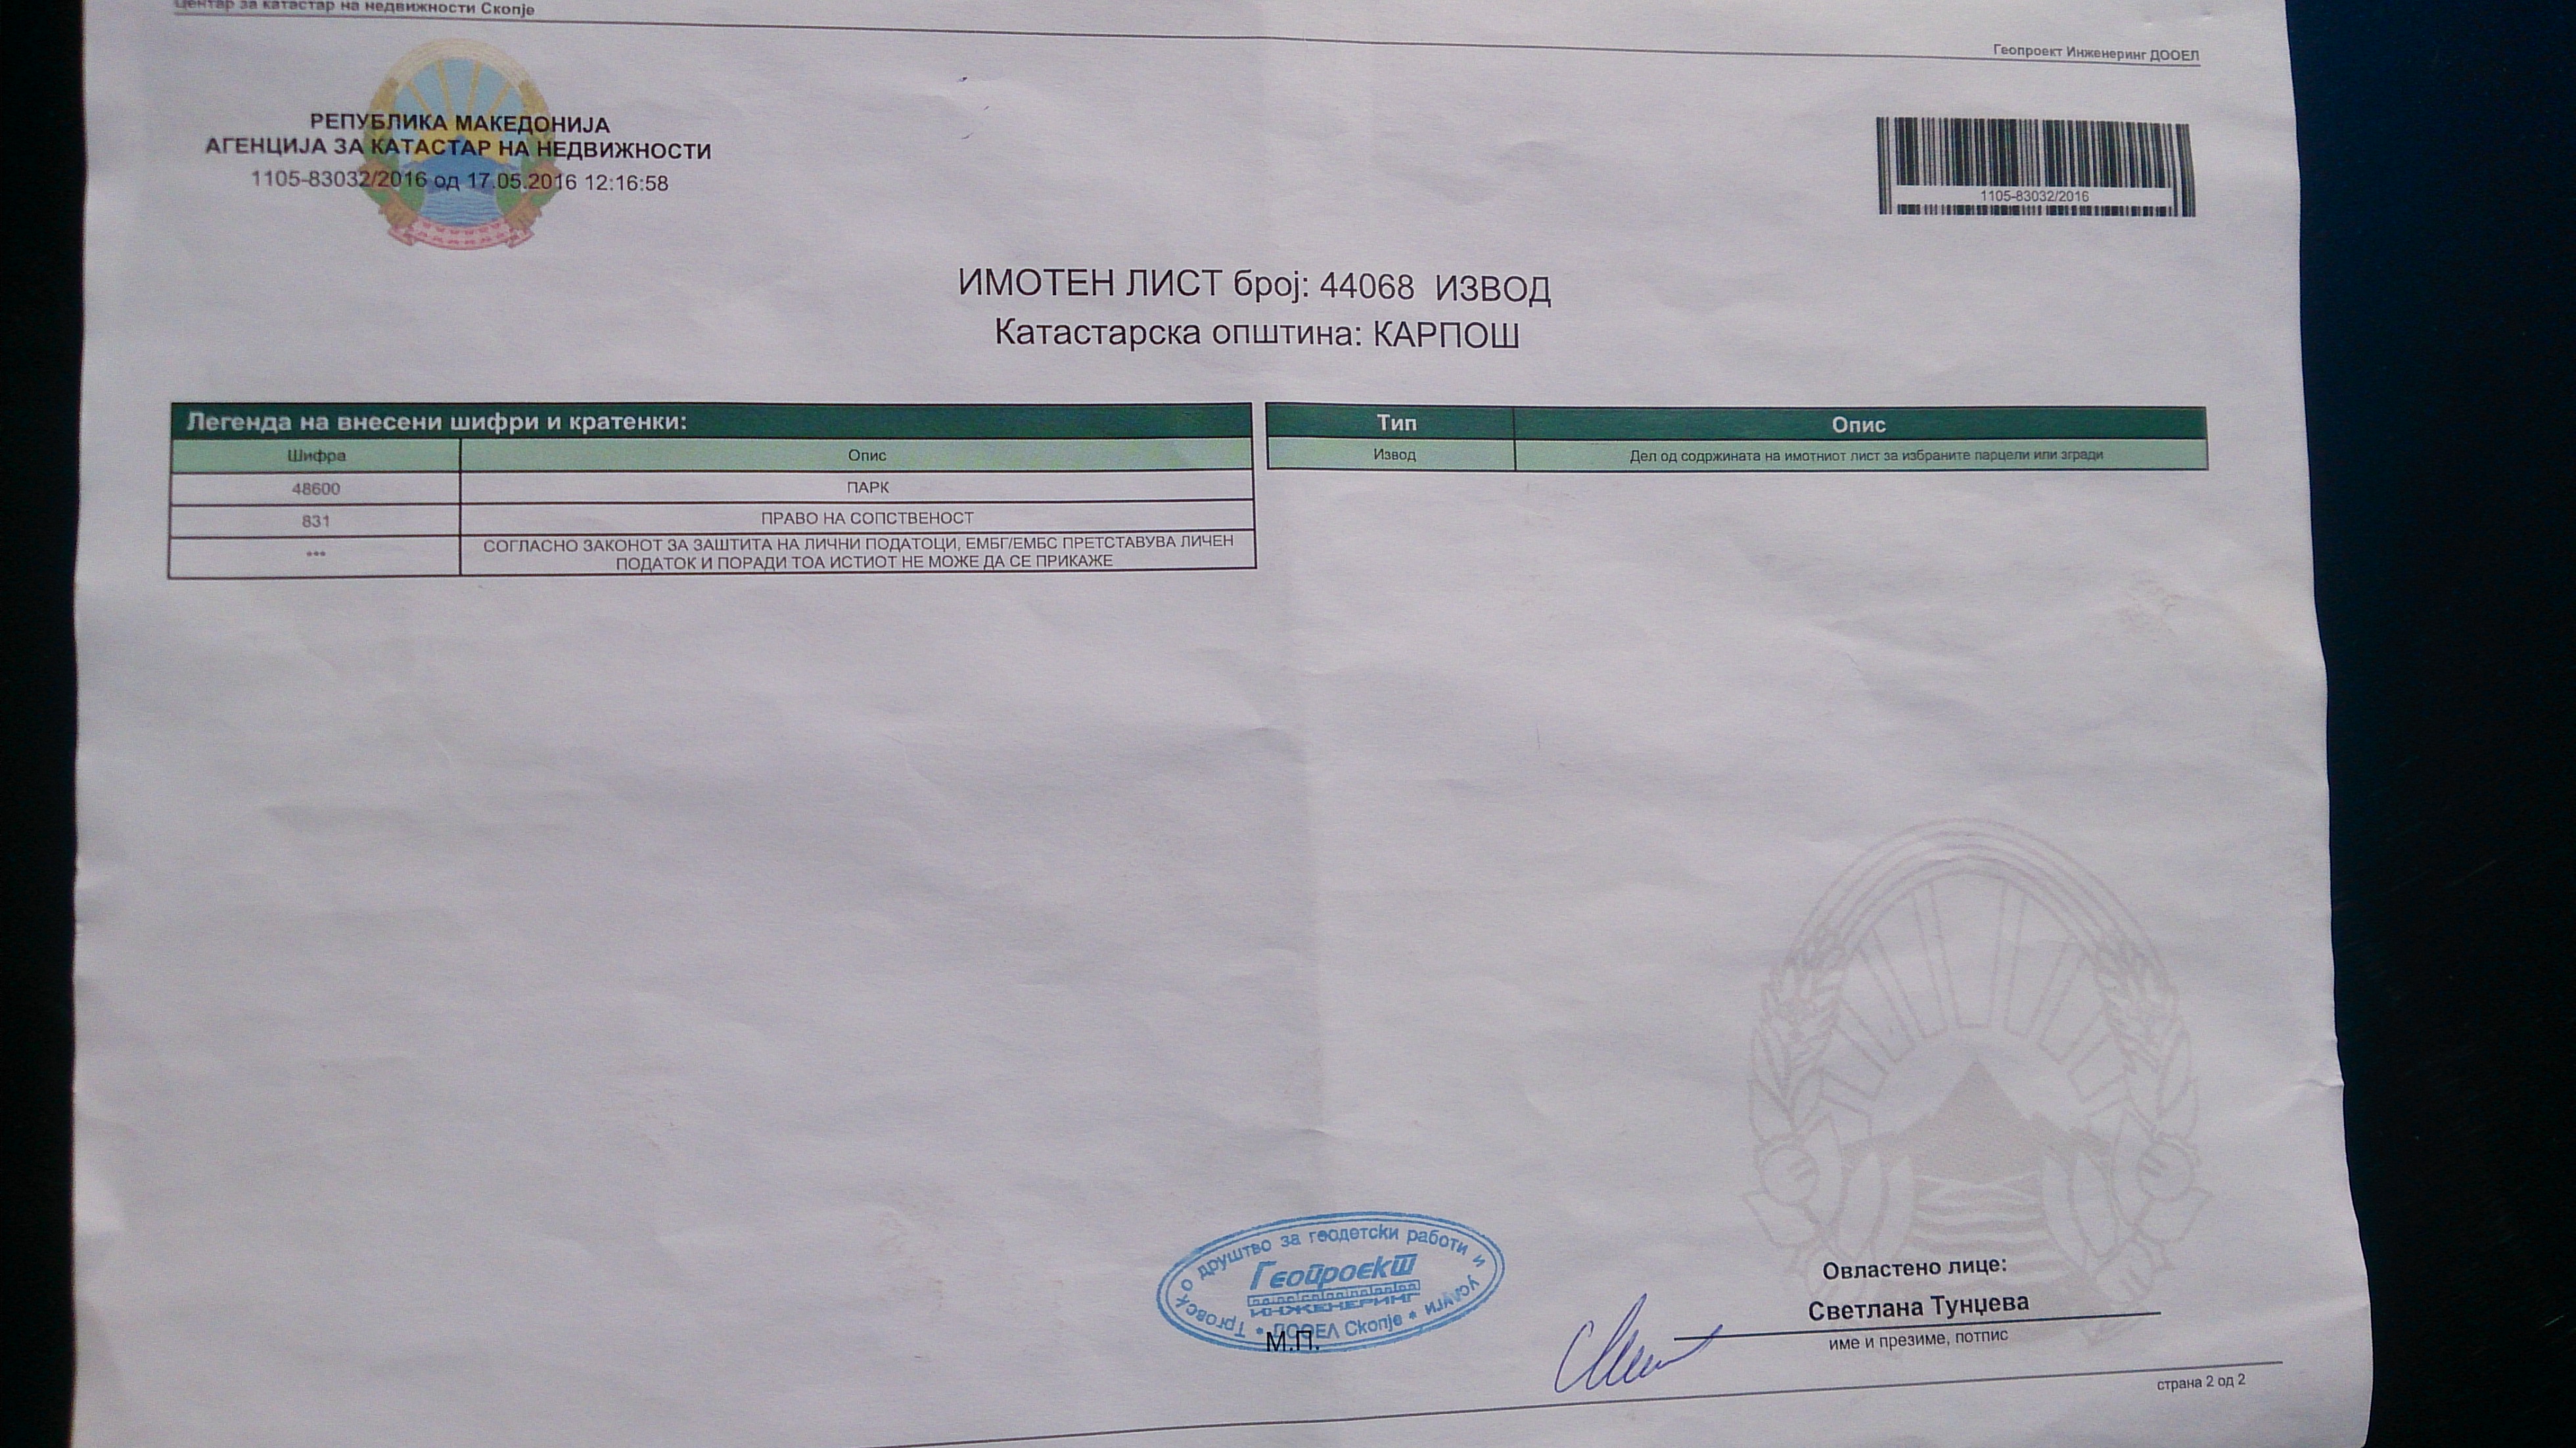 Центар за катастар на недвижности Скопје
Геопроект Инженеринг ДООЕЛ
РЕПУБЛИКА МАКЕДОНИЈА
АГЕНЦИЈА ЗА КАТАСТАР НА НЕДВИЖНОСТИ
1105-83032/2016 од 17.05.2016 12:16:58
1105-83032/2016
ИМОТЕН ЛИСТ број: 44068 ИЗВОД
Катастарска општина: КАРПОШ
Легенда на внесени шифри и кратенки:
Шифра Опис
48600 ПАРК
831 ПРАВО НА СОПСТВЕНОСТ
*** СОГЛАСНО ЗАКОНОТ ЗА ЗАШТИТА НА ЛИЧНИ ПОДАТОЦИ, ЕМБГ/ЕМБС ПРЕТСТАВУВА ЛИЧЕН
ПОДАТОК И ПОРАДИ ТОА ИСТИОТ НЕ МОЖЕ ДА СЕ ПРИКАЖЕ
Тип Опис
Извод Дел од содржината на имотниот лист за избраните парцели или згради
Трговско друштво за геодетски работи и услуги
Геопроект
ИНЖЕНЕРИНГ
* ДООЕЛ Скопје *
М.П.
Овластено лице:
Светлана Тунџева
име и презиме, потпис
страна 2 од 2